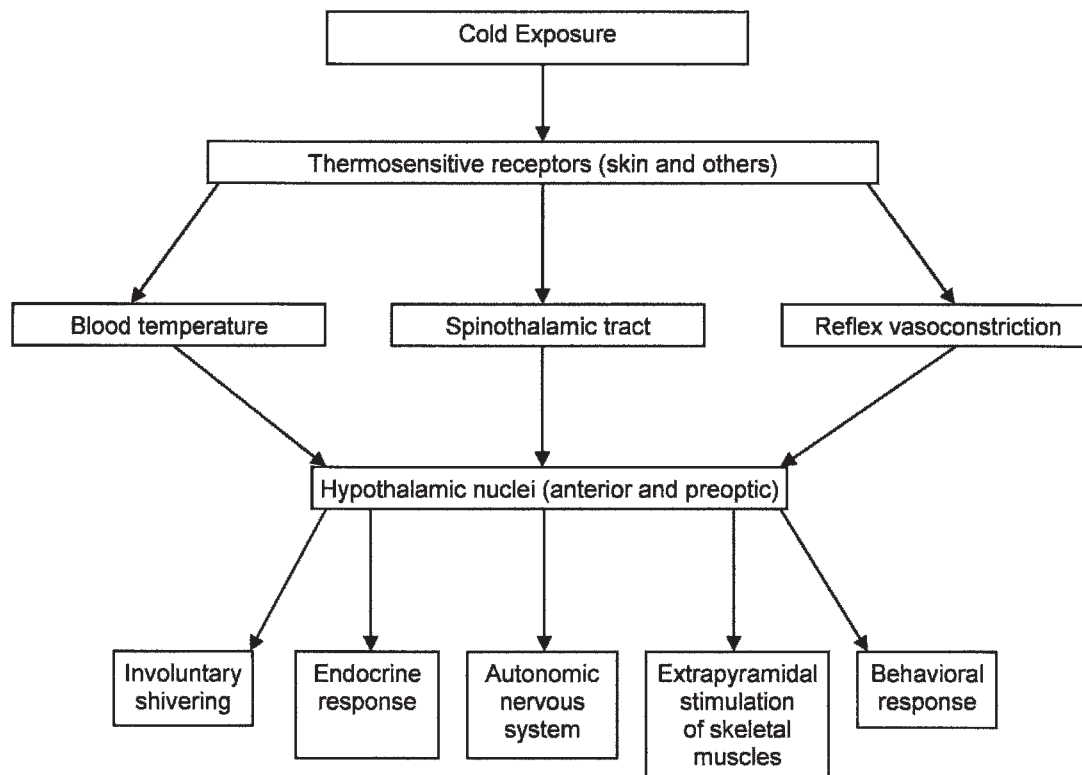 Cold Exposure
Thermosensitive receptors (skin and others)
Blood temperature
Spinothalamic tract
Reflex vasoconstriction
Hypothalamic nuclei (anterior and preoptic)
Involuntary
shivering
Endocrine
response
Autonomic
nervous
system
Extrapyramidal
stimulation
of skeletal
muscles
Behavioral
response